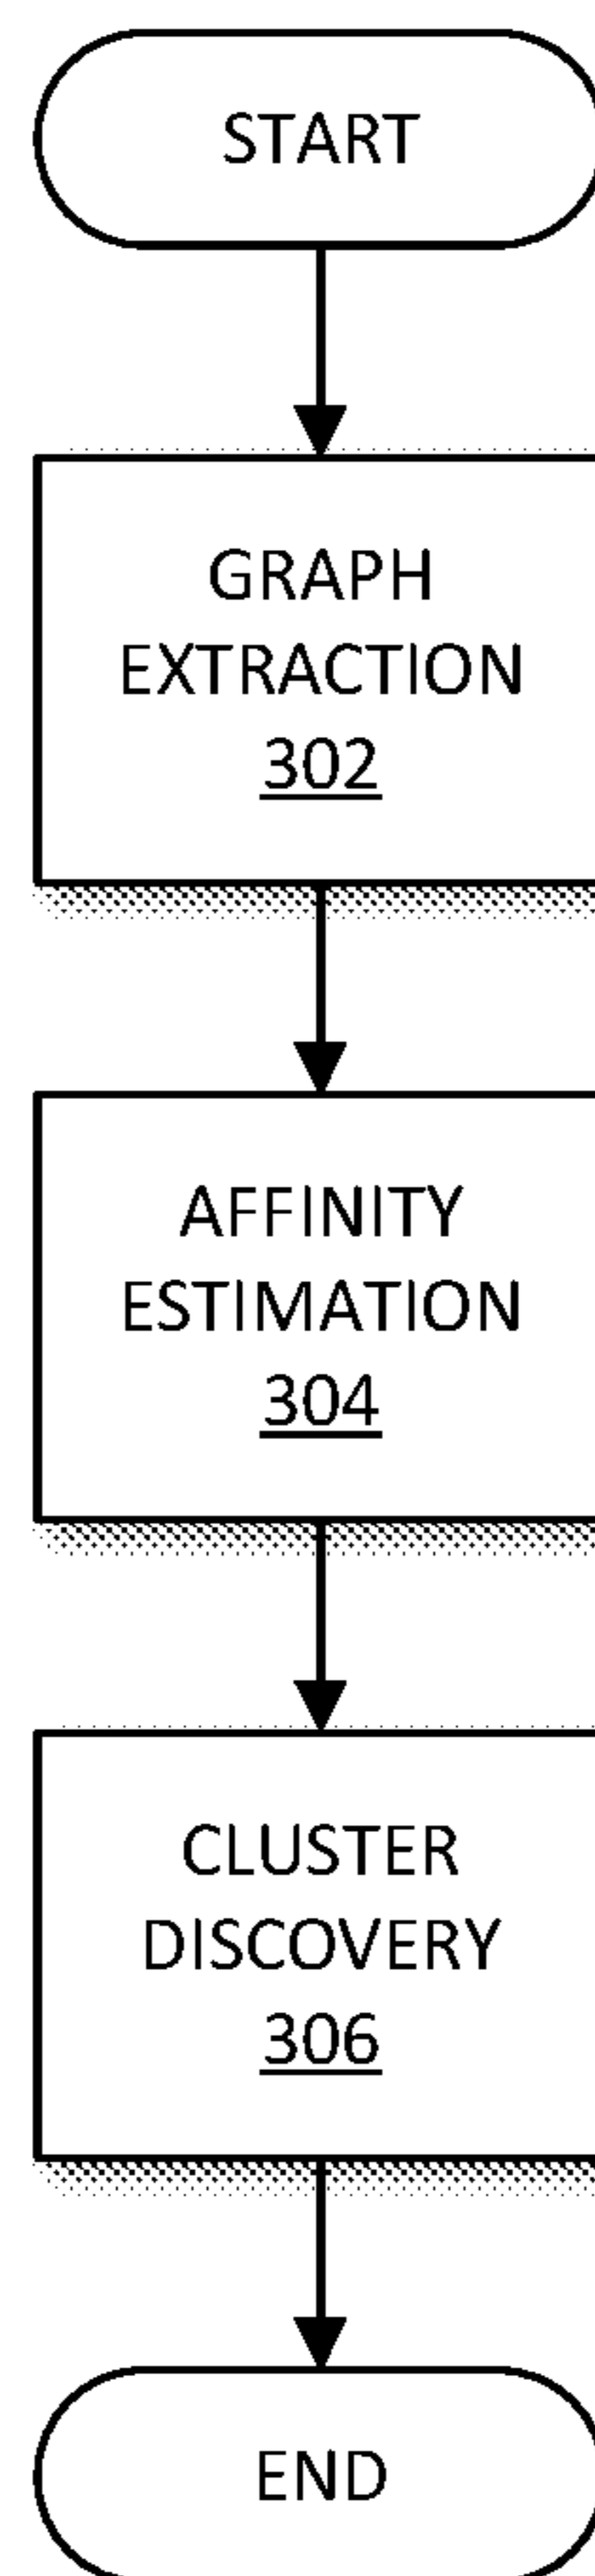 START
GRAPH
EXTRACTION
302
AFFINITY
ESTIMATION
304
CLUSTER
DISCOVERY
306
END